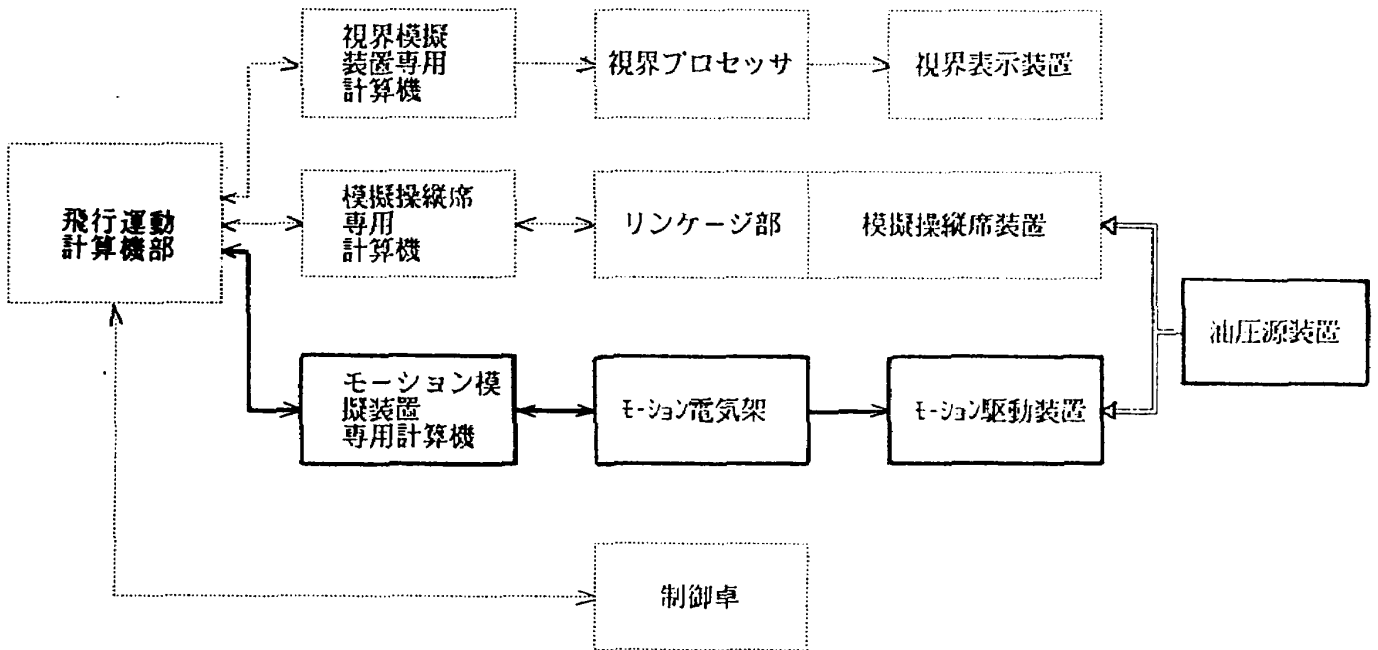 視界模擬
装置専用
計算機
視界プロセッサ
視界表示装置
飛行運動
計算機部
模擬操縦席
専用
計算機
リンケージ部
模擬操縦席装置
油圧源装置
モーション模
擬装置
専用計算機
モーション電気架
モーション駆動装置
制御卓